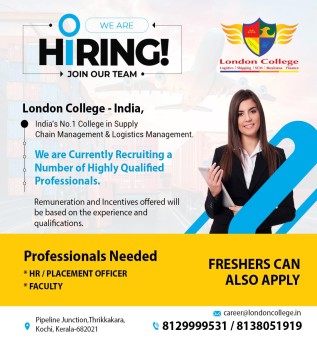 WE ARE
HIRING!
JOIN OUR TEAM
London College
Logistics | Shipping | SCM | Business - Finance
London College - India,
India's No.1 College in Supply
Chain Management & Logistics Management.
We are Currently Recruiting a
Number of Highly Qualified
Professionals.
Remuneration and Incentives offered will
be based on the experience and
qualifications.
Professionals Needed
* HR / PLACEMENT OFFICER
* FACULTY
FRESHERS CAN
ALSO APPLY
Pipeline Junction,Thrikkakara,
Kochi, Kerala-682021
career@londoncollege.in
8129999531 / 8138051919